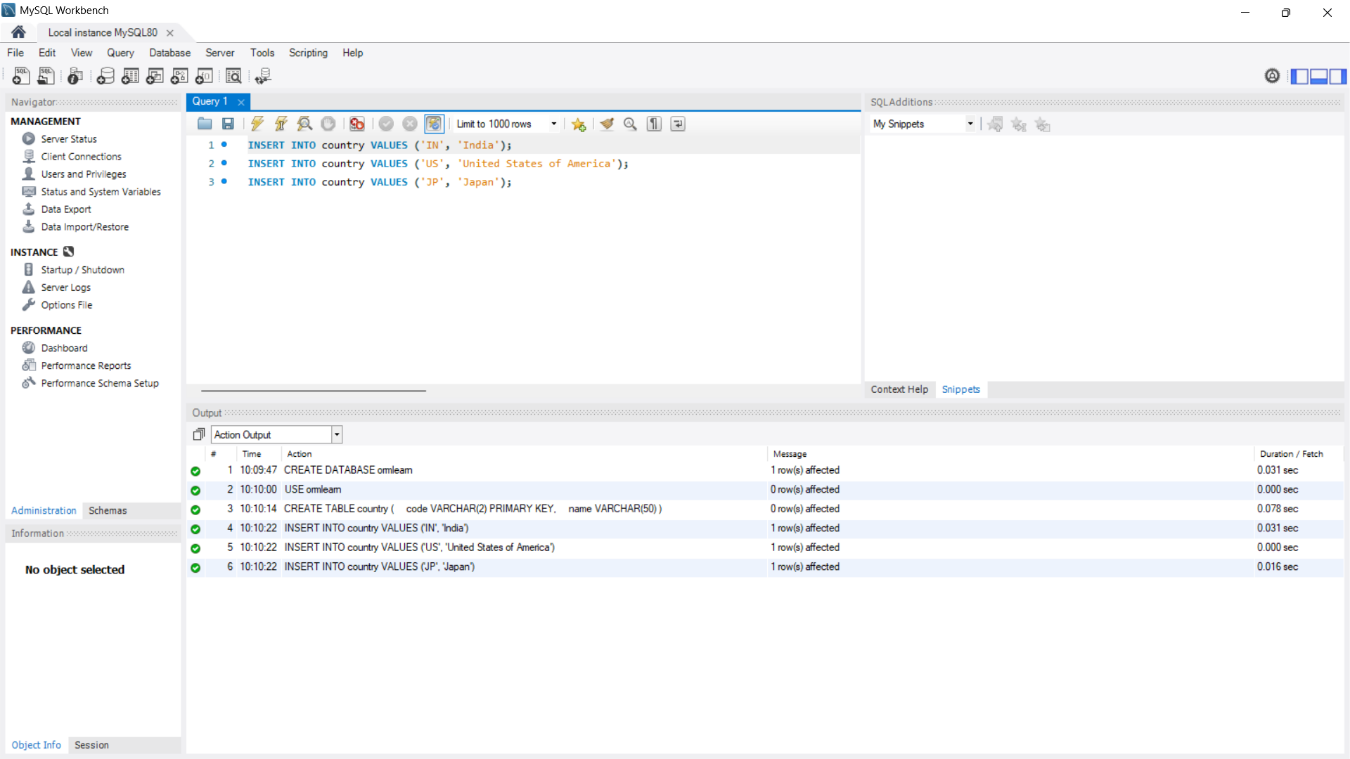 MySQL Workbench
Local instance MySQL80
File Edit View Query Database Server Tools Scripting Help
Navigator
MANAGEMENT
Server Status
Client Connections
Users and Privileges
Status and System Variables
Data Export
Data Import/Restore
INSTANCE
Startup / Shutdown
Server Logs
Options File
PERFORMANCE
Dashboard
Performance Reports
Performance Schema Setup
Administration Schemas
Information
No object selected
Object Info Session
Query 1
Limit to 1000 rows
1 INSERT INTO country VALUES ('IN', 'India');
2 INSERT INTO country VALUES ('US', 'United States of America');
3 INSERT INTO country VALUES ('JP', 'Japan');
SQLAdditions
My Snippets
Context Help Snippets
Output
Action Output
# Time Action Message Duration / Fetch
1 10:09:47 CREATE DATABASE ormlearn 1 row(s) affected 0.031 sec
2 10:10:00 USE ormlearn 0 row(s) affected 0.000 sec
3 10:10:14 CREATE TABLE country ( code VARCHAR(2) PRIMARY KEY, name VARCHAR(50) ) 0 row(s) affected 0.078 sec
4 10:10:22 INSERT INTO country VALUES ('IN', 'India') 1 row(s) affected 0.031 sec
5 10:10:22 INSERT INTO country VALUES ('US', 'United States of America') 1 row(s) affected 0.000 sec
6 10:10:22 INSERT INTO country VALUES ('JP', 'Japan') 1 row(s) affected 0.016 sec